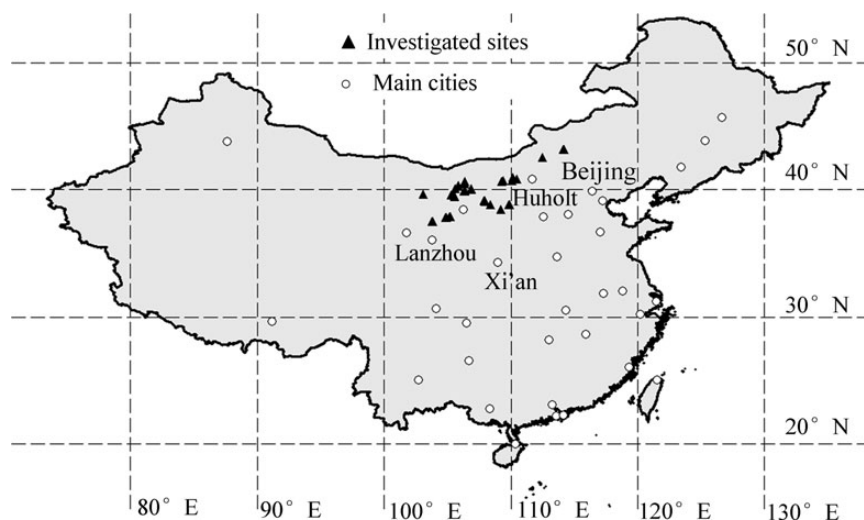 Investigated sites
Main cities
50° N
40° N
30° N
20° N
Beijing
Huholt
Lanzhou
Xi'an
80° E
90° E
100° E
110° E
120° E
130° E